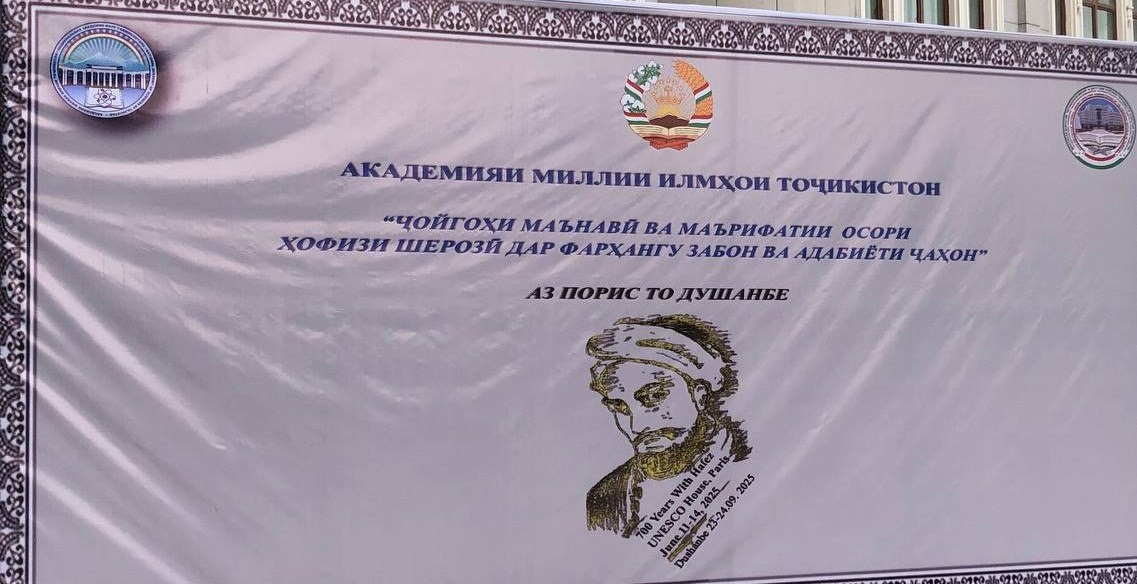 АКАДЕМИЯИ МИЛЛИИ ИЛМҲОИ ТОҶИКИСТОН
“ҶОЙГОҲИ МАЪНАВӢ ВА МАЪРИФАТИИ ОСОРИ
ҲОФИЗИ ШЕРОЗӢ ДАР ФАРҲАНГУ ЗАБОН ВА АДАБИЁТИ ҶАҲОН”
АЗ ПОРИС ТО ДУШАНБЕ
700 Years With Hafez
UNESCO House, Paris
June 11-14, 2025
Dushanbe 23-24.09. 2025